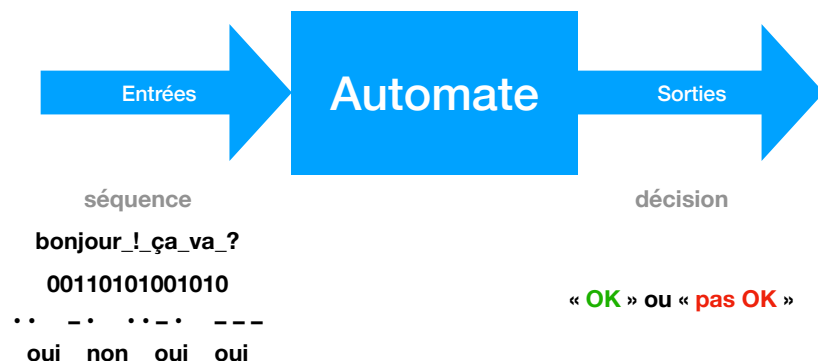 Entrées
Automate
Sorties
séquence
décision
bonjour_!_ça_va_?
00110101001010
« OK » ou « pas OK »
·· –· ··–· –––
oui non oui oui